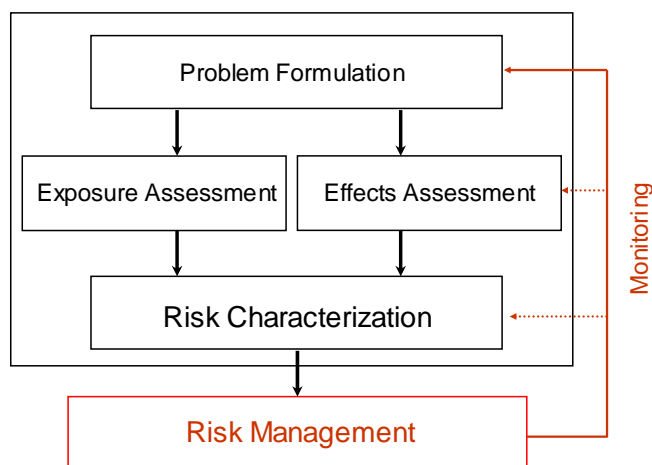 Problem Formulation
Exposure Assessment
Effects Assessment
Risk Characterization
Risk Management
Monitoring